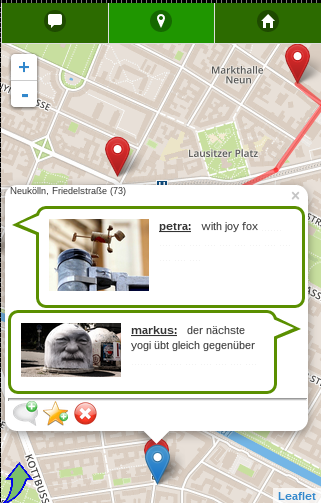 +
Markthalle
Neun
-
Lausitzer Platz
Neukölln, Friedelstraße (73)
×
petra: with joy fox
markus: der nächste
yogi übt gleich gegenüber
KOTTBUSS
Leaflet